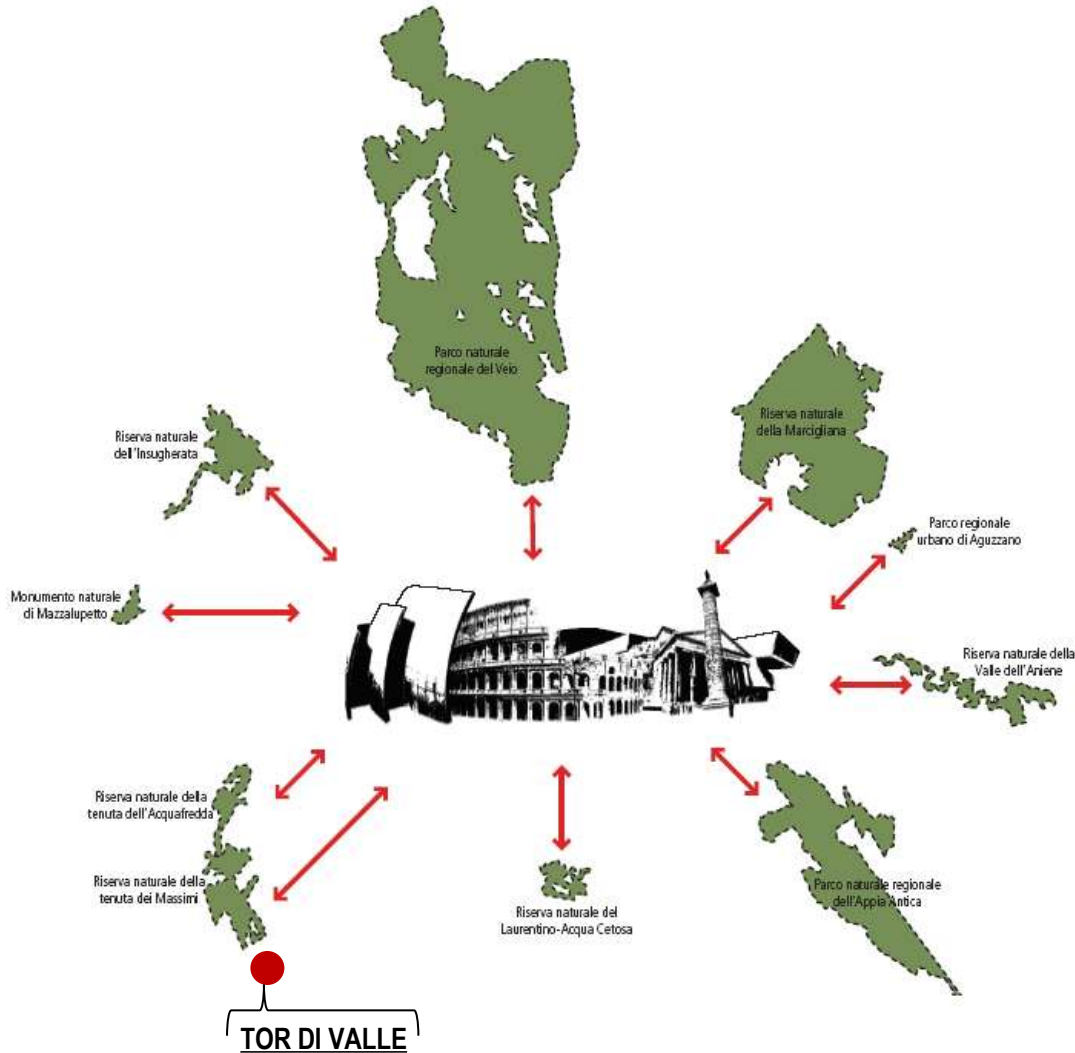 Parco naturale
regionale del Veio
Riserva naturale
della Marcigliana
Riserva naturale
dell'Insugherata
Parco regionale
urbano di Aguzzano
Monumento naturale
di Mazzalupetto
Riserva naturale della
Valle dell'Aniene
Riserva naturale della
tenuta dell'Acquafredda
Riserva naturale della
tenuta dei Massimi
Riserva naturale del
Laurentino-Acqua Cetosa
Parco naturale regionale
dell'Appia Antica
TOR DI VALLE